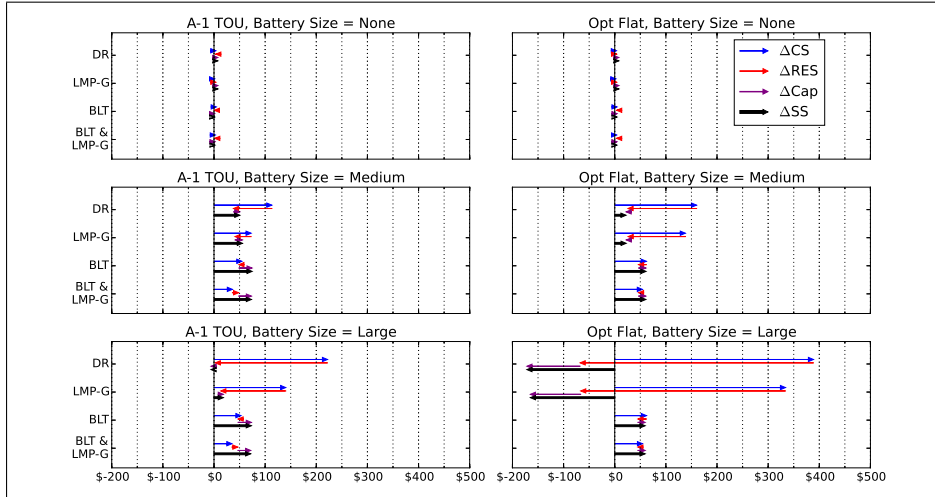 A-1 TOU, Battery Size = None
DR
LMP-G
BLT
BLT &
LMP-G
$-200 $-100 $0 $100 $200 $300 $400 $500
Opt Flat, Battery Size = None
ΔCS
ΔRES
ΔCap
ΔSS
A-1 TOU, Battery Size = Medium
DR
LMP-G
BLT
BLT &
LMP-G
Opt Flat, Battery Size = Medium
A-1 TOU, Battery Size = Large
DR
LMP-G
BLT
BLT &
LMP-G
Opt Flat, Battery Size = Large
$-200 $-100 $0 $100 $200 $300 $400 $500